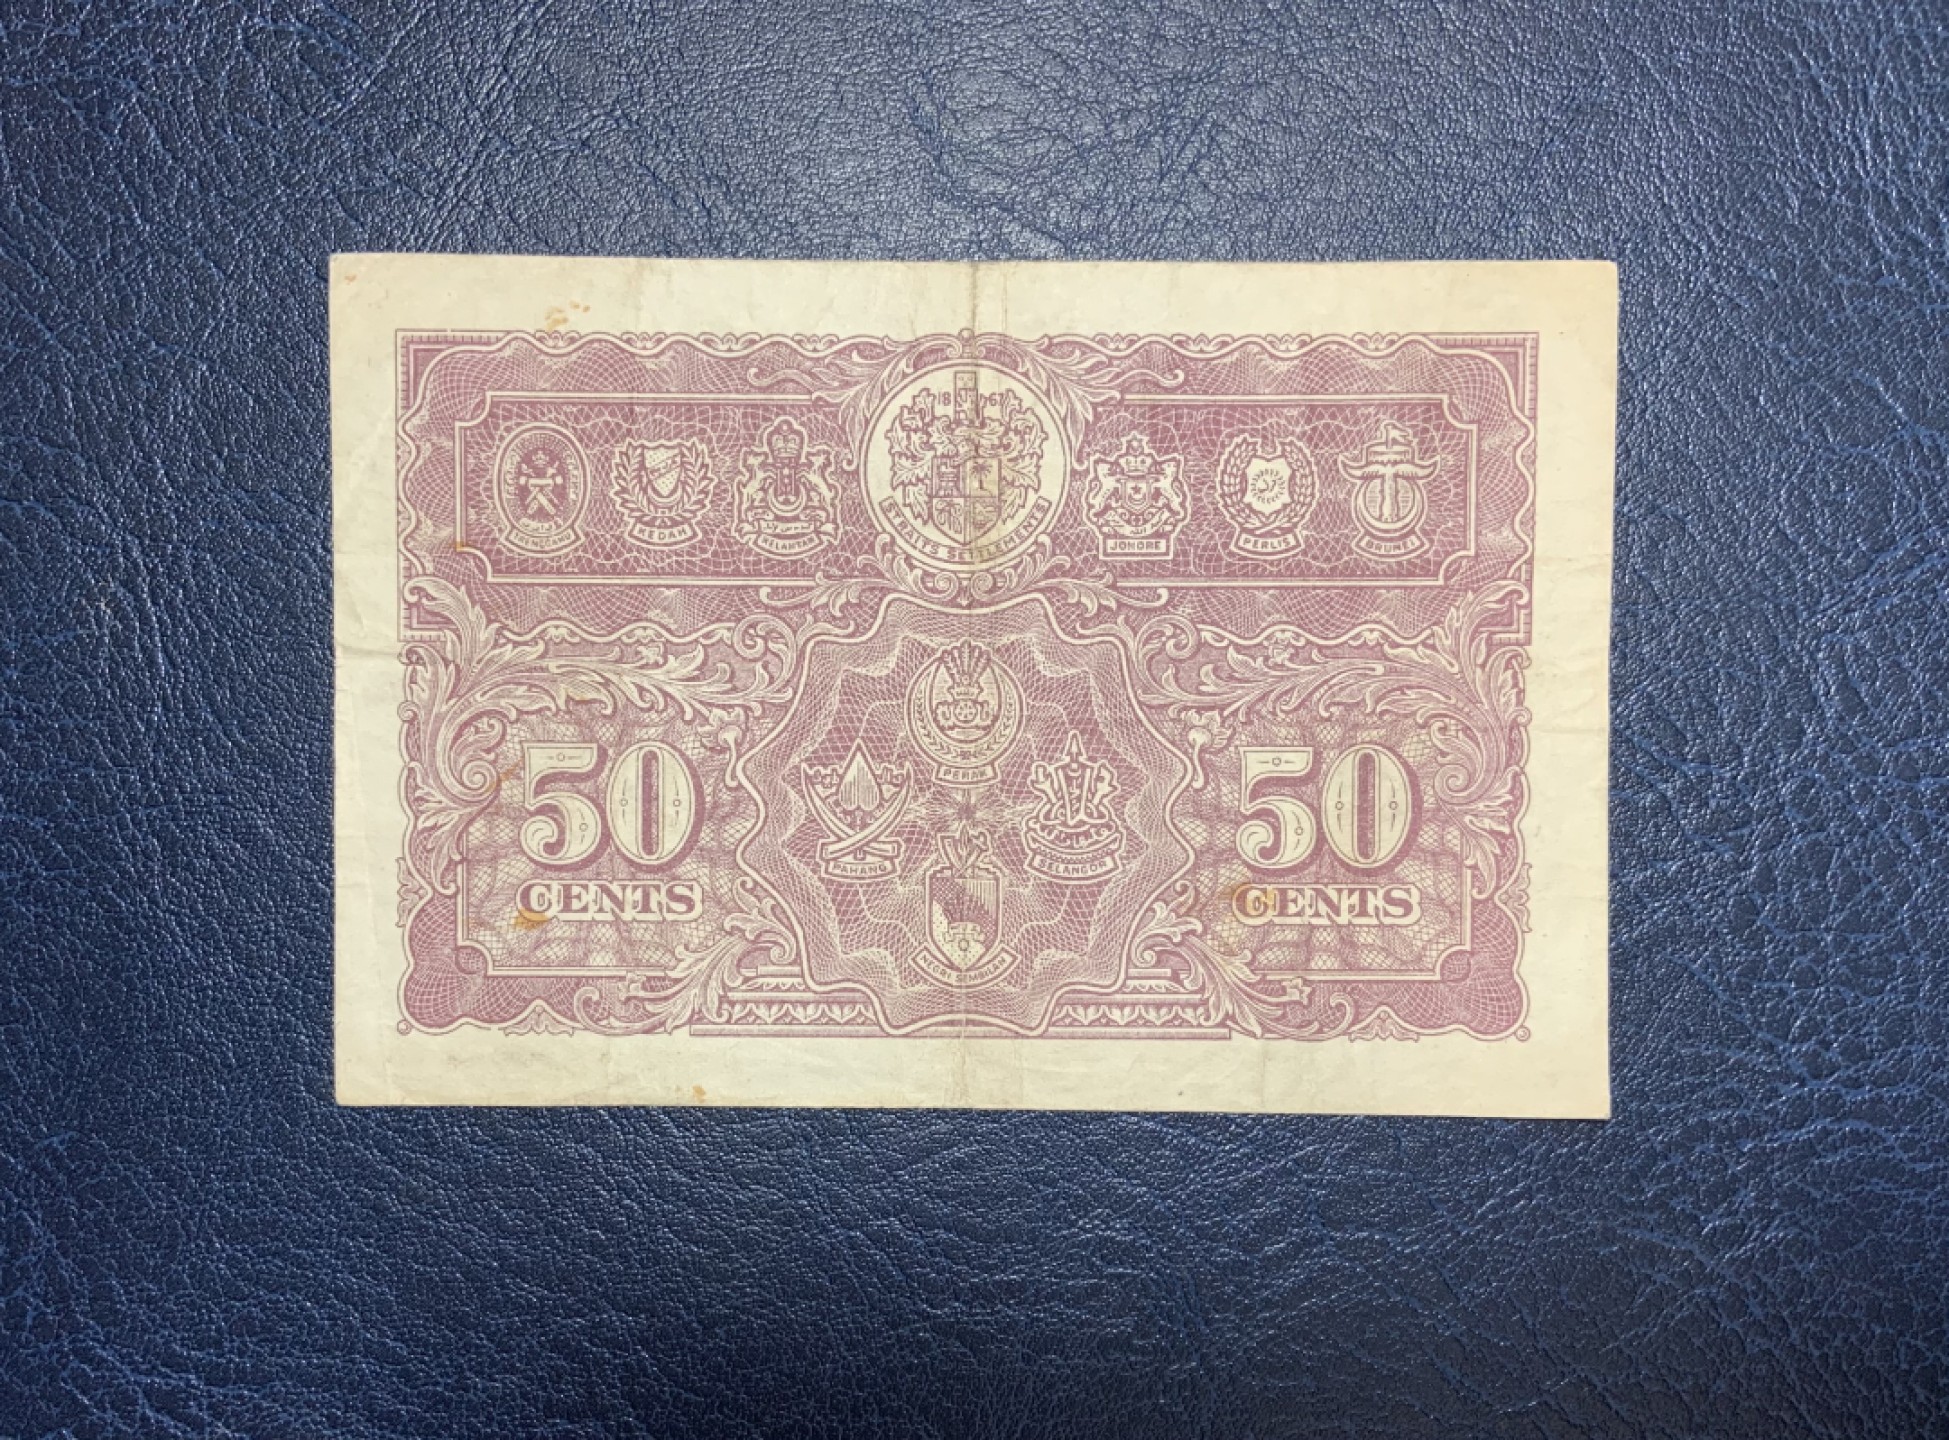 1867
TRENGGANU
KEDAH
KELANTAN
STRAITS SETTLEMENTS
JOHORE
PERLIS
BRUNEI
PERAK
PAHANG
SELANGOR
NEGRI SEMBILAN
50
CENTS
50
CENTS